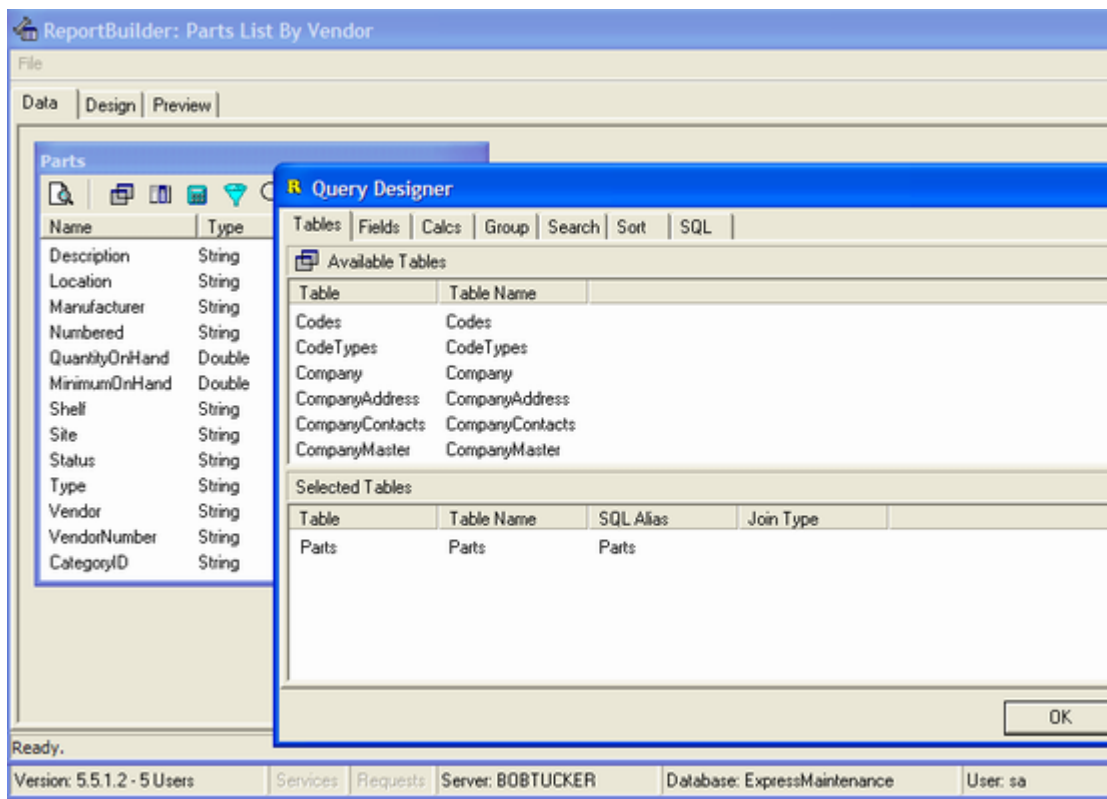 ReportBuilder: Parts List By Vendor
File
Data Design Preview
Parts
Name Type
Description String
Location String
Manufacturer String
Numbered String
QuantityOnHand Double
MinimumOnHand Double
Shelf String
Site String
Status String
Type String
Vendor String
VendorNumber String
CategoryID String
R Query Designer
Tables Fields Calcs Group Search Sort SQL
Available Tables
Table Table Name
Codes Codes
CodeTypes CodeTypes
Company Company
CompanyAddress CompanyAddress
CompanyContacts CompanyContacts
CompanyMaster CompanyMaster
Selected Tables
Table Table Name SQL Alias Join Type
Parts Parts Parts
OK
Ready.
Version: 5.5.1.2 - 5 Users Services Requests Server: BOBTUCKER Database: ExpressMaintenance User: sa